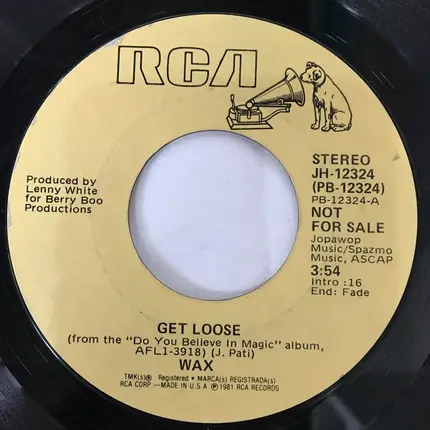 RCA
Produced by
Lenny White
for Berry Boo
Productions
STEREO
JH-12324
(PB-12324)
PB-12324-A
NOT
FOR SALE
Jopawop
Music/Spazmo
Music, ASCAP
3:54
Intro :16
End: Fade
GET LOOSE
(from the "Do You Believe In Magic" album,
AFL1-3918) (J. Pati)
WAX
TMK(s)® Registered • MARCA(s) REGISTRADA(s)
RCA CORP —MADE IN U.S.A. ℗ 1981 RCA RECORDS